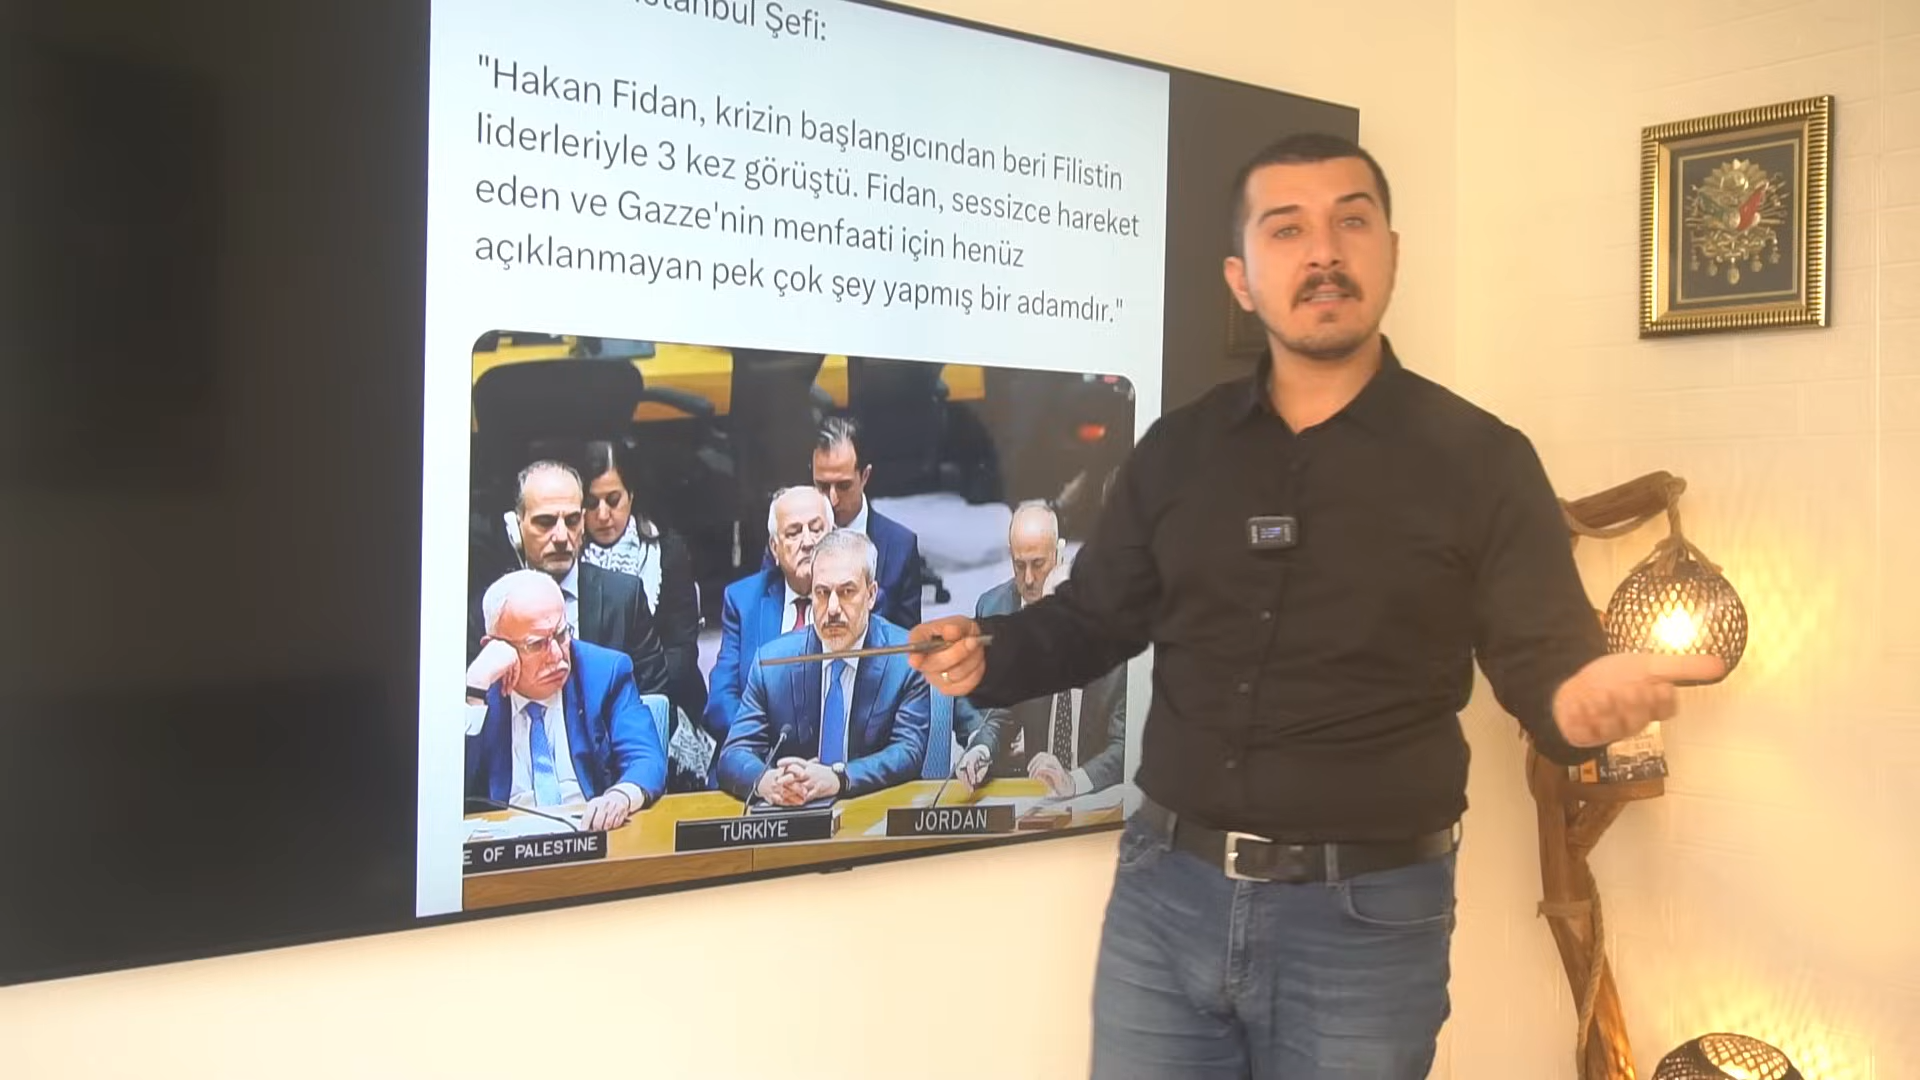 Şefi:
"Hakan Fidan, krizin başlangıcından beri Filistin
liderleriyle 3 kez görüştü. Fidan, sessizce hareket
eden ve Gazze'nin menfaati için henüz
açıklanmayan pek çok şey yapmış bir adamdır."
E OF PALESTINE
TÜRKİYE
JORDAN